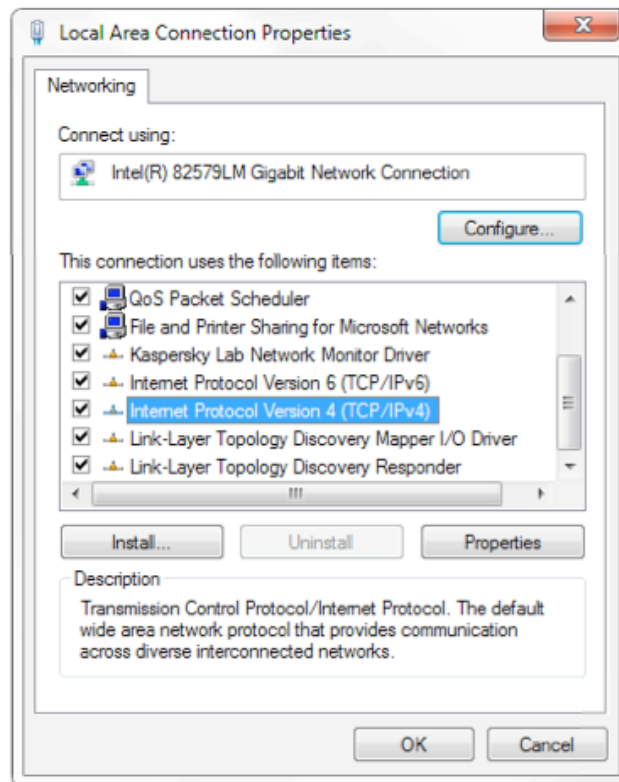 Local Area Connection Properties
Networking
Connect using:
Intel(R) 82579LM Gigabit Network Connection
Configure...
This connection uses the following items:
QoS Packet Scheduler
File and Printer Sharing for Microsoft Networks
Kaspersky Lab Network Monitor Driver
Internet Protocol Version 6 (TCP/IPv6)
Internet Protocol Version 4 (TCP/IPv4)
Link-Layer Topology Discovery Mapper I/O Driver
Link-Layer Topology Discovery Responder
Install... Uninstall Properties
Description
Transmission Control Protocol/Internet Protocol. The default
wide area network protocol that provides communication
across diverse interconnected networks.
OK Cancel